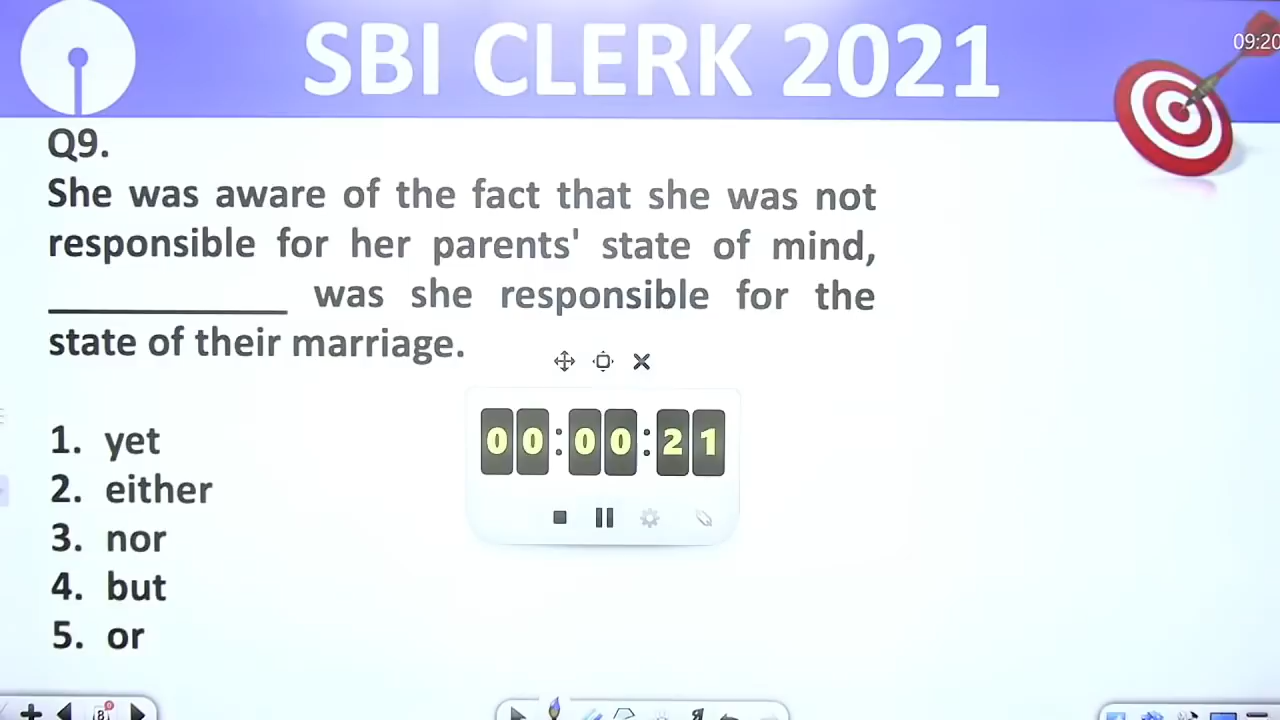 SBI CLERK 2021
09:20
Q9.
She was aware of the fact that she was not
responsible for her parents' state of mind,
___________ was she responsible for the
state of their marriage.
00:00:21
1. yet
2. either
3. nor
4. but
5. or